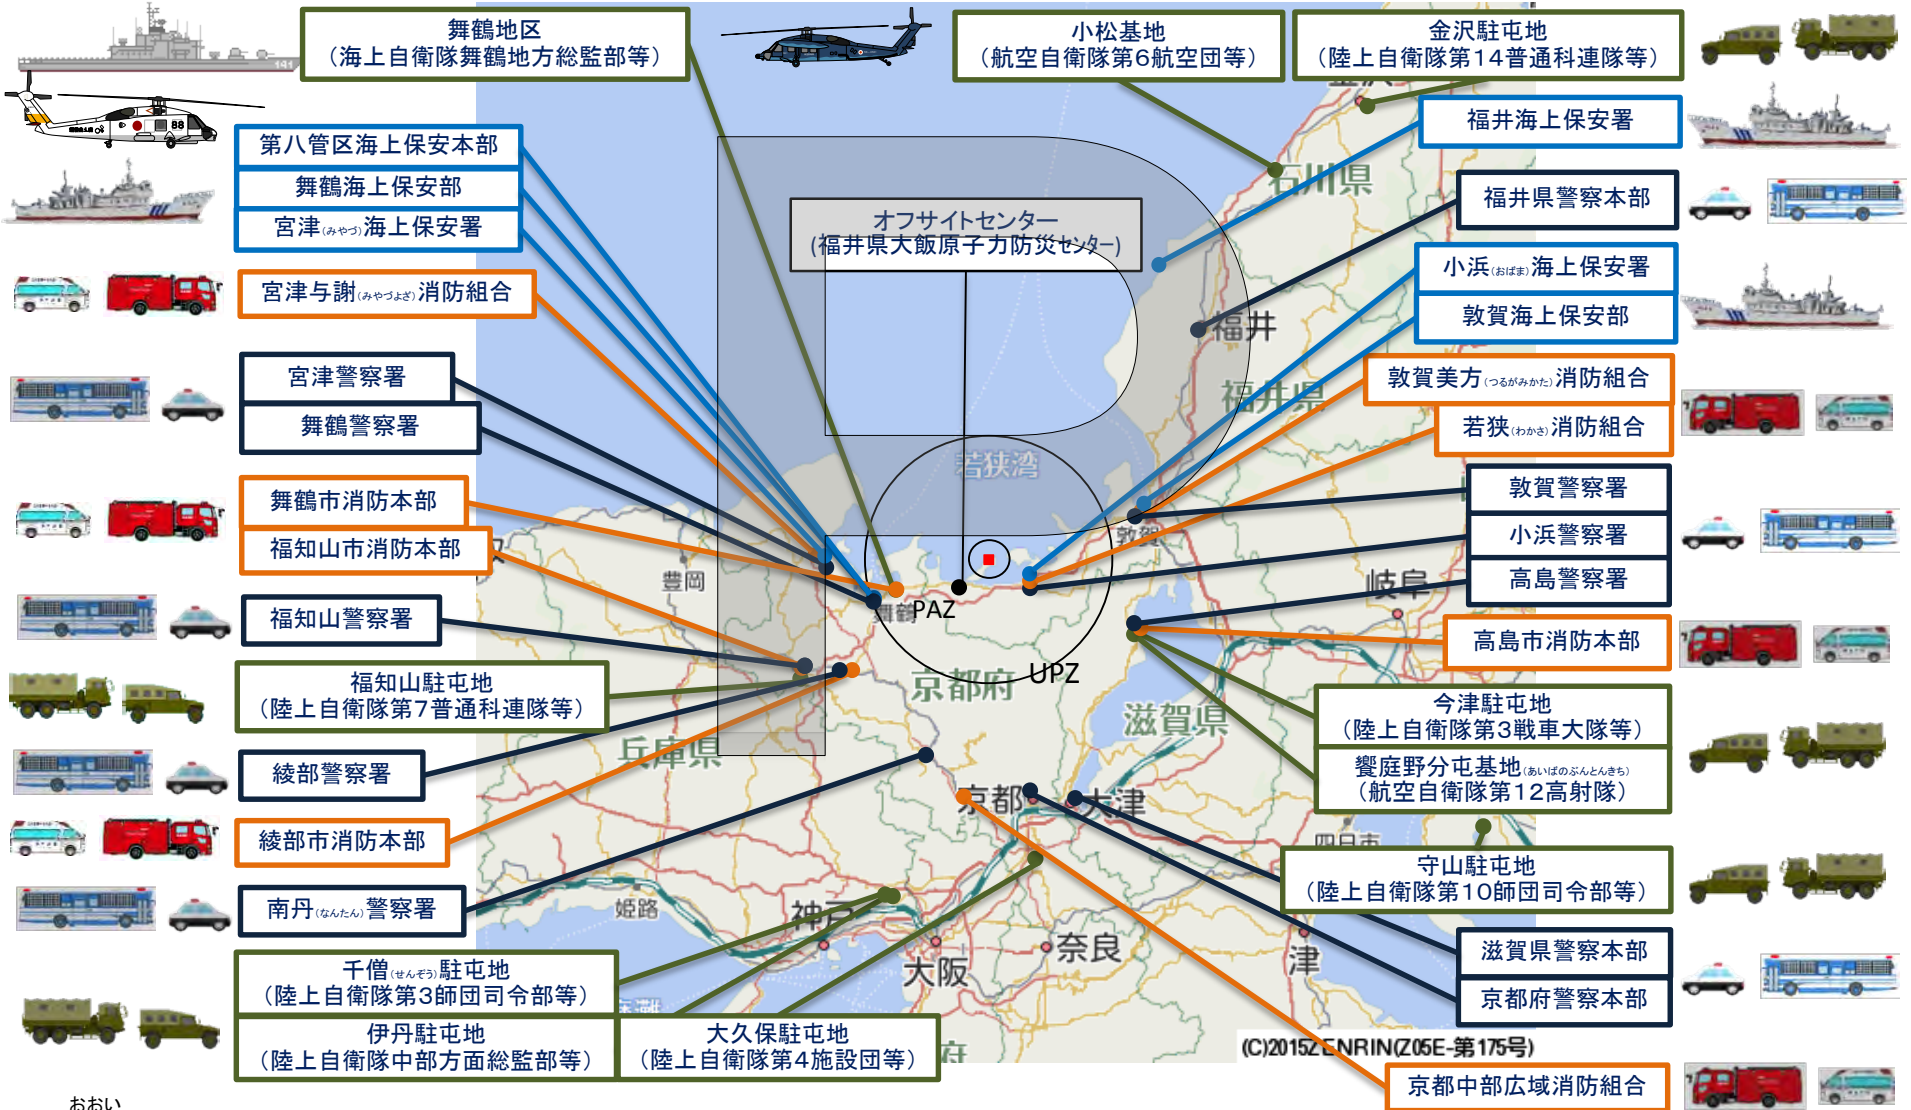 舞鶴地区
(海上自衛隊舞鶴地方総監部等)
小松基地
(航空自衛隊第6航空団等)
金沢駐屯地
(陸上自衛隊第14普通科連隊等)
第八管区海上保安本部
舞鶴海上保安部
宮津(みやづ)海上保安署
宮津与謝(みやづよざ)消防組合
宮津警察署
舞鶴警察署
舞鶴市消防本部
福知山市消防本部
福知山警察署
福知山駐屯地
(陸上自衛隊第7普通科連隊等)
綾部警察署
綾部市消防本部
南丹(なんたん)警察署
千僧(せんぞう)駐屯地
(陸上自衛隊第3師団司令部等)
伊丹駐屯地
(陸上自衛隊中部方面総監部等)
大久保駐屯地
(陸上自衛隊第4施設団等)
オフサイトセンター
(福井県大飯原子力防災センター)
福井海上保安署
福井県警察本部
小浜(おばま)海上保安署
敦賀海上保安部
敦賀美方(つるがみかた)消防組合
若狭(わかさ)消防組合
敦賀警察署
小浜警察署
高島警察署
高島市消防本部
今津駐屯地
(陸上自衛隊第3戦車大隊等)
饗庭野分屯基地(あいばのぶんとんきち)
(航空自衛隊第12高射隊)
守山駐屯地
(陸上自衛隊第10師団司令部等)
滋賀県警察本部
京都府警察本部
京都中部広域消防組合
石川県
福井
福井県
若狭湾
敦賀
豊岡
舞鶴
PAZ
UPZ
岐阜
京都府
滋賀県
兵庫県
京都
大津
四日市
姫路
神戸
大阪
奈良
津
府
141
88
(C)2015ZENRIN(Z05E-第175号)
おおい